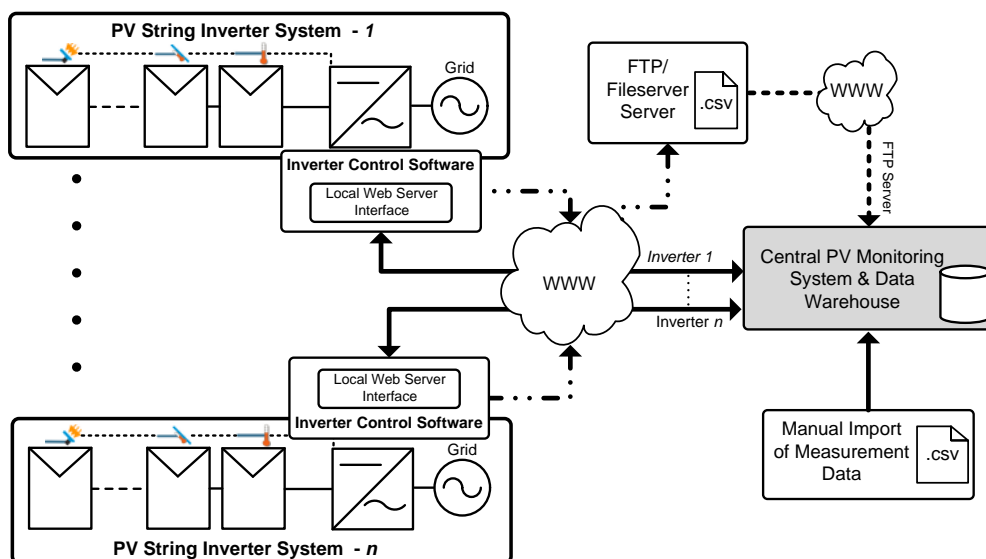 PV String Inverter System - 1
Grid
Inverter Control Software
Local Web Server
Interface
FTP/
Fileserver
Server
.csv
WWW
FTP Server
WWW
Inverter 1
Inverter n
Central PV Monitoring
System & Data
Warehouse
Local Web Server
Interface
Inverter Control Software
Manual Import
of Measurement
Data
.csv
Grid
PV String Inverter System - n